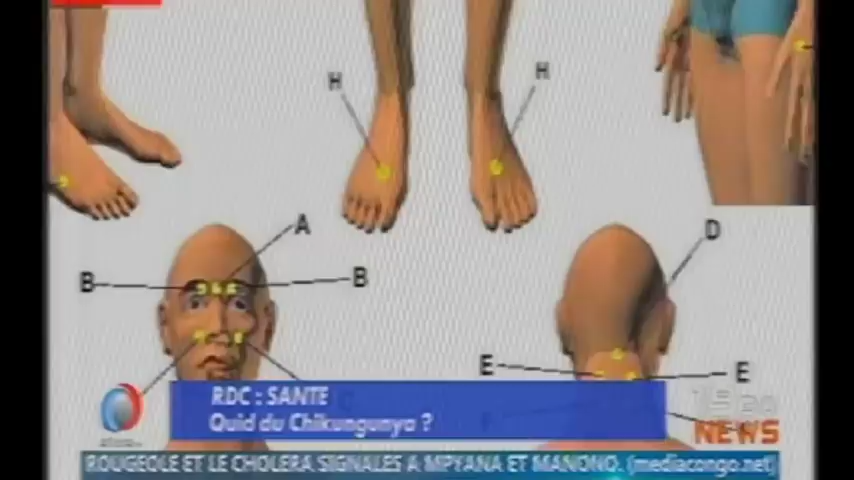 H
H
A
D
B
B
E
E
RDC : SANTE
Quid du Chikungunya ?
NEWS
ROUGEOLE ET LE CHOLERA SIGNALES A MPYANA ET MANONO. (mediacongo.net)